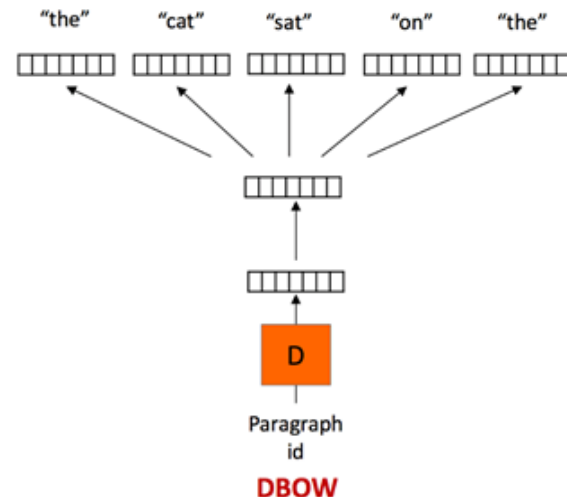 “the” “cat” “sat” “on” “the”
D
Paragraph
id
DBOW